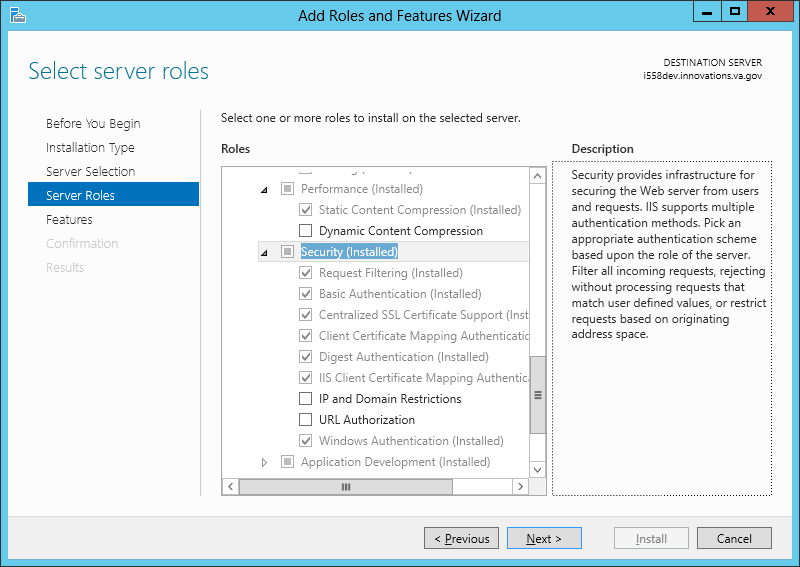 Add Roles and Features Wizard
Select server roles
DESTINATION SERVER
i558dev.innovations.va.gov
Before You Begin
Installation Type
Server Selection
Server Roles
Features
Confirmation
Results
Select one or more roles to install on the selected server.
Roles
Performance (Installed)
Static Content Compression (Installed)
Dynamic Content Compression
Security (Installed)
Request Filtering (Installed)
Basic Authentication (Installed)
Centralized SSL Certificate Support (Inst
Client Certificate Mapping Authenticatio
Digest Authentication (Installed)
IIS Client Certificate Mapping Authentica
IP and Domain Restrictions
URL Authorization
Windows Authentication (Installed)
Application Development (Installed)
Description
Security provides infrastructure for
securing the Web server from users
and requests. IIS supports multiple
authentication methods. Pick an
appropriate authentication scheme
based upon the role of the server.
Filter all incoming requests, rejecting
without processing requests that
match user defined values, or restrict
requests based on originating
address space.
< Previous
Next >
Install
Cancel